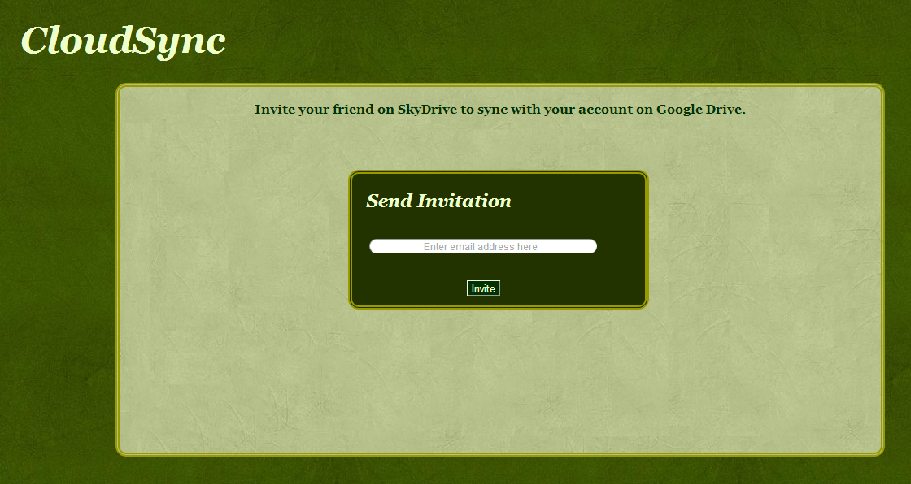 CloudSync
Invite your friend on SkyDrive to sync with your account on Google Drive.
Send Invitation
Enter email address here
Invite